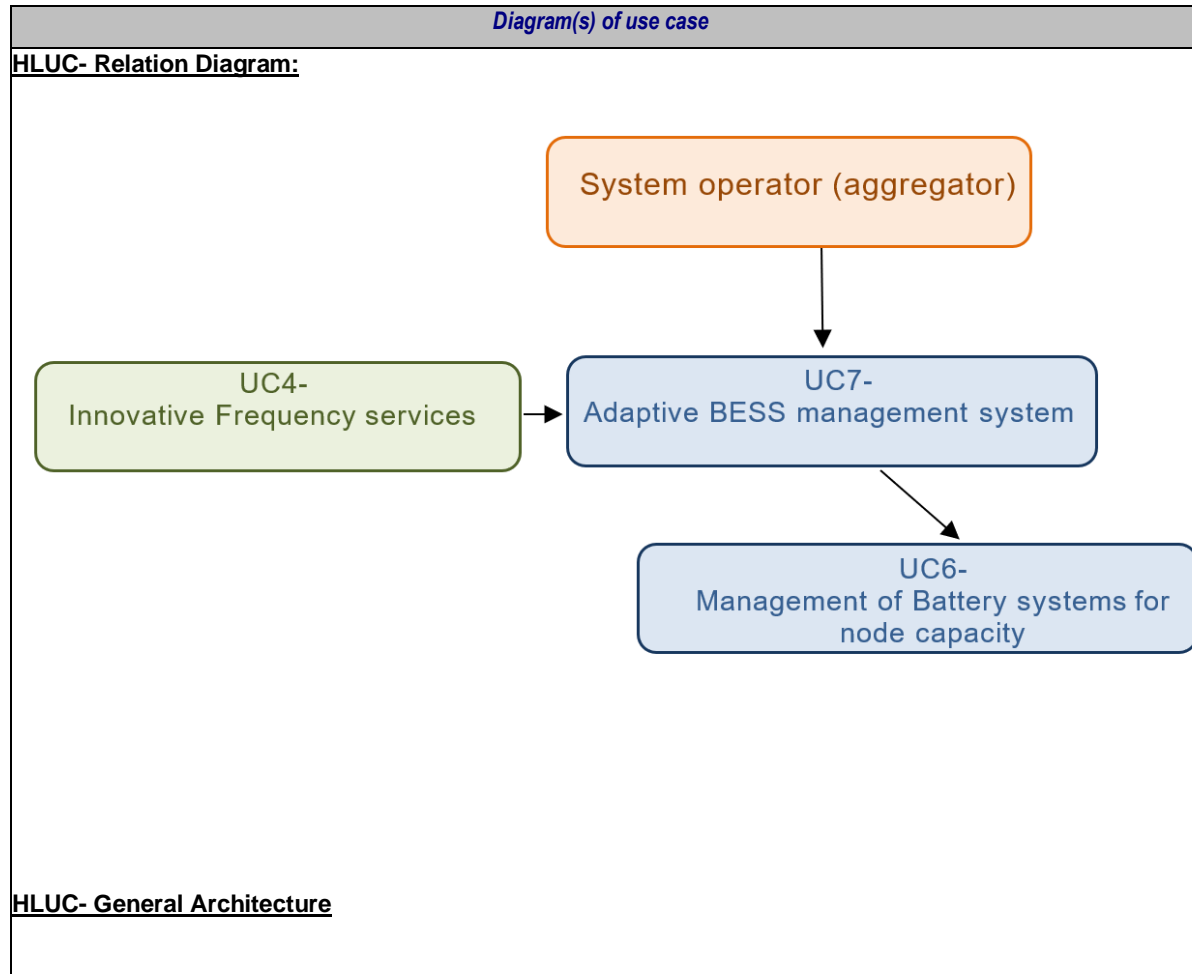 Diagram(s) of use case
HLUC- Relation Diagram:
System operator (aggregator)
UC4-
Innovative Frequency services
UC7-
Adaptive BESS management system
UC6-
Management of Battery systems for
node capacity
HLUC- General Architecture